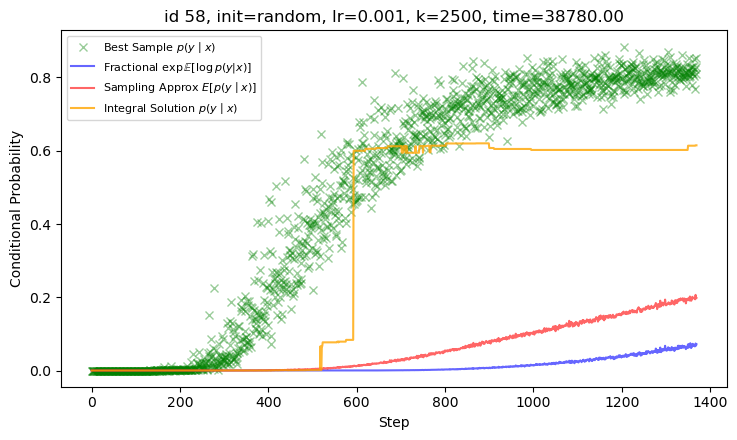 id 58, init=random, lr=0.001, k=2500, time=38780.00
Best Sample p(y | x)
Fractional exp 𝔼[log p(y|x)]
Sampling Approx E[p(y | x)]
Integral Solution p(y | x)
Conditional Probability
0.8
0.6
0.4
0.2
0.0
0 200 400 600 800 1000 1200 1400
Step